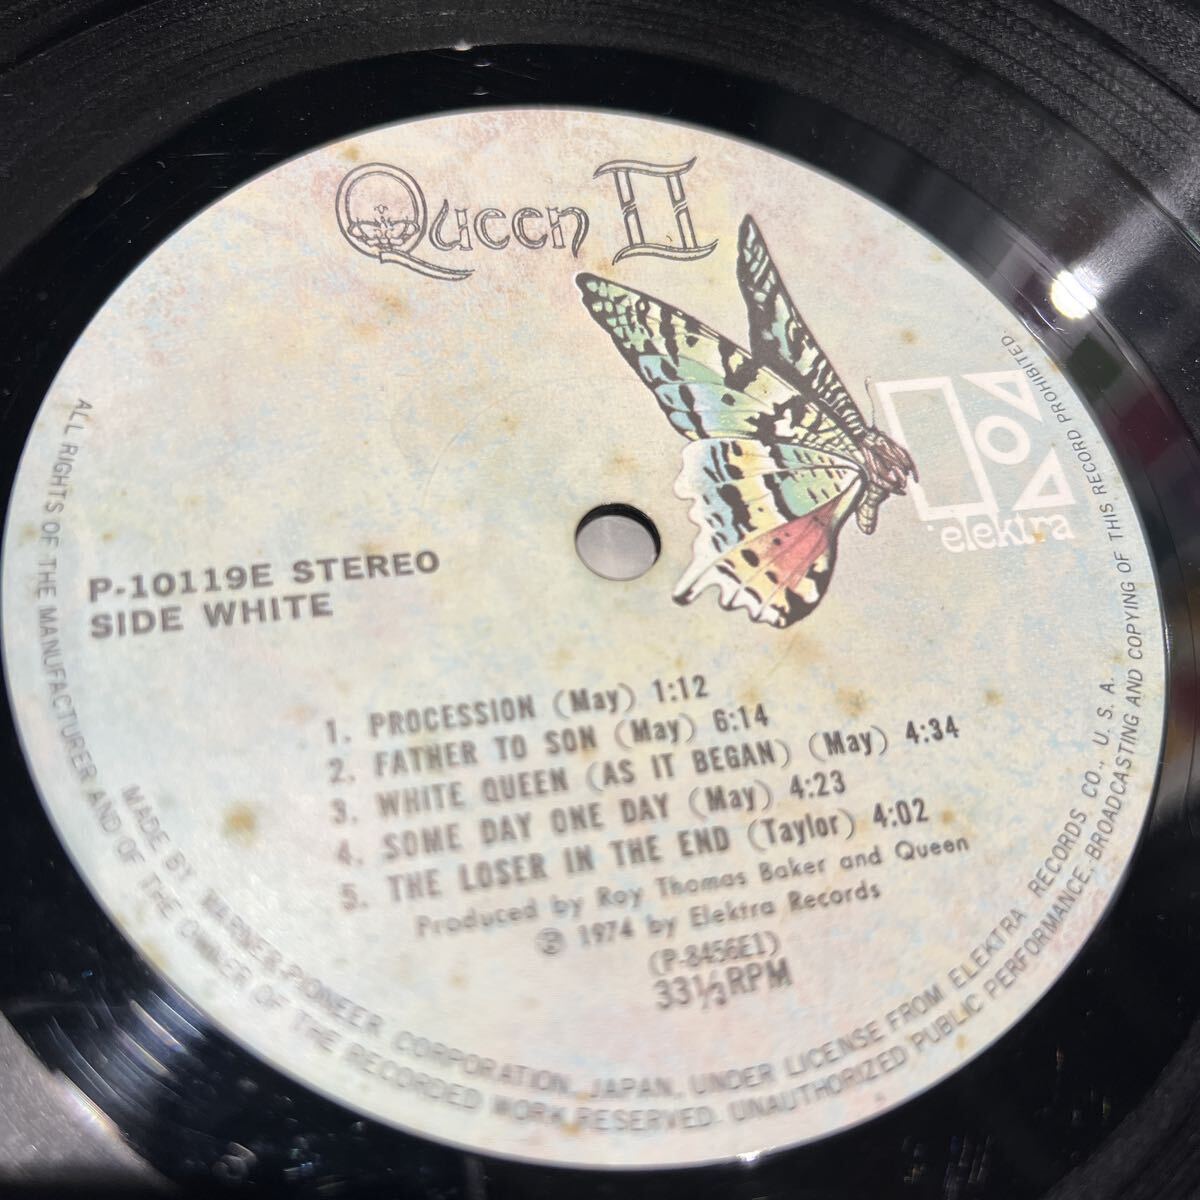 Queen II
elektra
P-10119E STEREO
SIDE WHITE
1. PROCESSION (May) 1:12
2. FATHER TO SON (May) 6:14
3. WHITE QUEEN (AS IT BEGAN) (May) 4:34
4. SOME DAY ONE DAY (May) 4:23
5. THE LOSER IN THE END (Taylor) 4:02
Produced by Roy Thomas Baker and Queen
℗ 1974 by Elektra Records
(P-8456E1)
33⅓RPM
MADE BY WARNER-PIONEER CORPORATION, JAPAN, UNDER LICENSE FROM ELEKTRA RECORDS CO., U.S.A.
ALL RIGHTS OF THE MANUFACTURER AND OF THE OWNER OF THE RECORDED WORK RESERVED. UNAUTHORIZED PUBLIC PERFORMANCE, BROADCASTING AND COPYING OF THIS RECORD PROHIBITED.